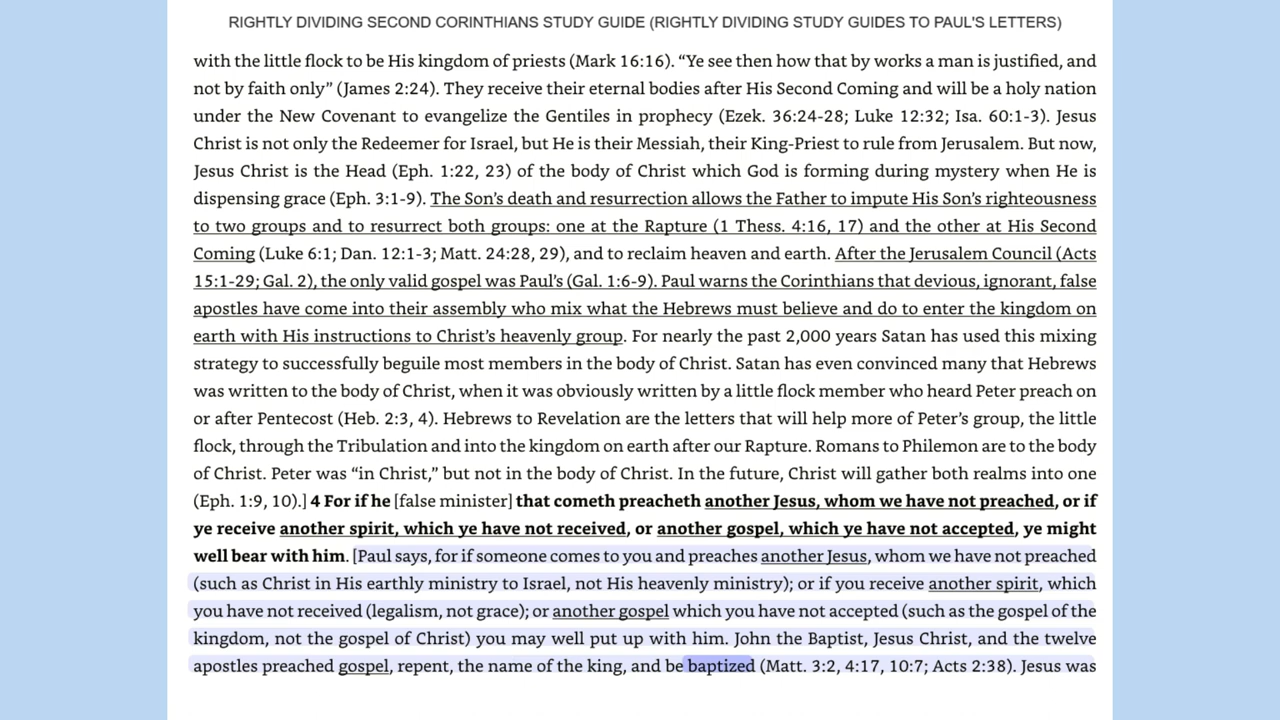 RIGHTLY DIVIDING SECOND CORINTHIANS STUDY GUIDE (RIGHTLY DIVIDING STUDY GUIDES TO PAUL'S LETTERS)
with the little flock to be His kingdom of priests (Mark 16:16). “Ye see then how that by works a man is justified, and
not by faith only” (James 2:24). They receive their eternal bodies after His Second Coming and will be a holy nation
under the New Covenant to evangelize the Gentiles in prophecy (Ezek. 36:24-28; Luke 12:32; Isa. 60:1-3). Jesus
Christ is not only the Redeemer for Israel, but He is their Messiah, their King-Priest to rule from Jerusalem. But now,
Jesus Christ is the Head (Eph. 1:22, 23) of the body of Christ which God is forming during mystery when He is
dispensing grace (Eph. 3:1-9). The Son’s death and resurrection allows the Father to impute His Son’s righteousness
to two groups and to resurrect both groups: one at the Rapture (1 Thess. 4:16, 17) and the other at His Second
Coming (Luke 6:1; Dan. 12:1-3; Matt. 24:28, 29), and to reclaim heaven and earth. After the Jerusalem Council (Acts
15:1-29; Gal. 2), the only valid gospel was Paul’s (Gal. 1:6-9). Paul warns the Corinthians that devious, ignorant, false
apostles have come into their assembly who mix what the Hebrews must believe and do to enter the kingdom on
earth with His instructions to Christ’s heavenly group. For nearly the past 2,000 years Satan has used this mixing
strategy to successfully beguile most members in the body of Christ. Satan has even convinced many that Hebrews
was written to the body of Christ, when it was obviously written by a little flock member who heard Peter preach on
or after Pentecost (Heb. 2:3, 4). Hebrews to Revelation are the letters that will help more of Peter’s group, the little
flock, through the Tribulation and into the kingdom on earth after our Rapture. Romans to Philemon are to the body
of Christ. Peter was “in Christ,” but not in the body of Christ. In the future, Christ will gather both realms into one
(Eph. 1:9, 10).] 4 For if he [false minister] that cometh preacheth another Jesus, whom we have not preached, or if
ye receive another spirit, which ye have not received, or another gospel, which ye have not accepted, ye might
well bear with him. [Paul says, for if someone comes to you and preaches another Jesus, whom we have not preached
(such as Christ in His earthly ministry to Israel, not His heavenly ministry); or if you receive another spirit, which
you have not received (legalism, not grace); or another gospel which you have not accepted (such as the gospel of the
kingdom, not the gospel of Christ) you may well put up with him. John the Baptist, Jesus Christ, and the twelve
apostles preached gospel, repent, the name of the king, and be baptized (Matt. 3:2, 4:17, 10:7; Acts 2:38). Jesus was